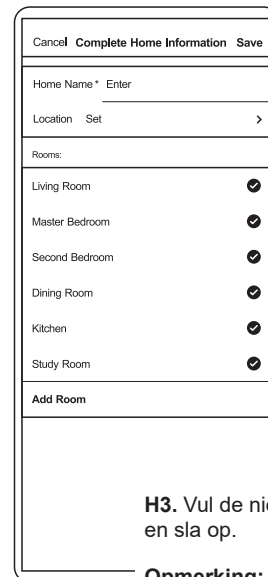 Cancel Complete Home Information Save
Home Name* Enter
Location Set >
Rooms:
Living Room
Master Bedroom
Second Bedroom
Dining Room
Kitchen
Study Room
Add Room
H3. Vul de
en sla op.
Opmerking: